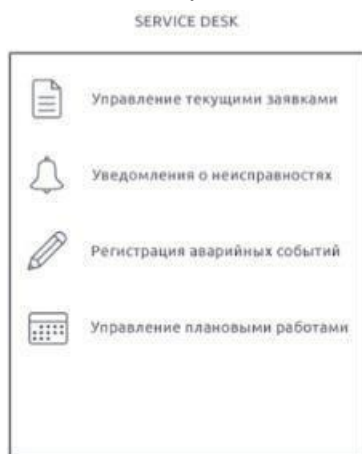 SERVICE DESK
Управление текущими заявками
Уведомления о неисправностях
Регистрация аварийных событий
Управление плановыми работами